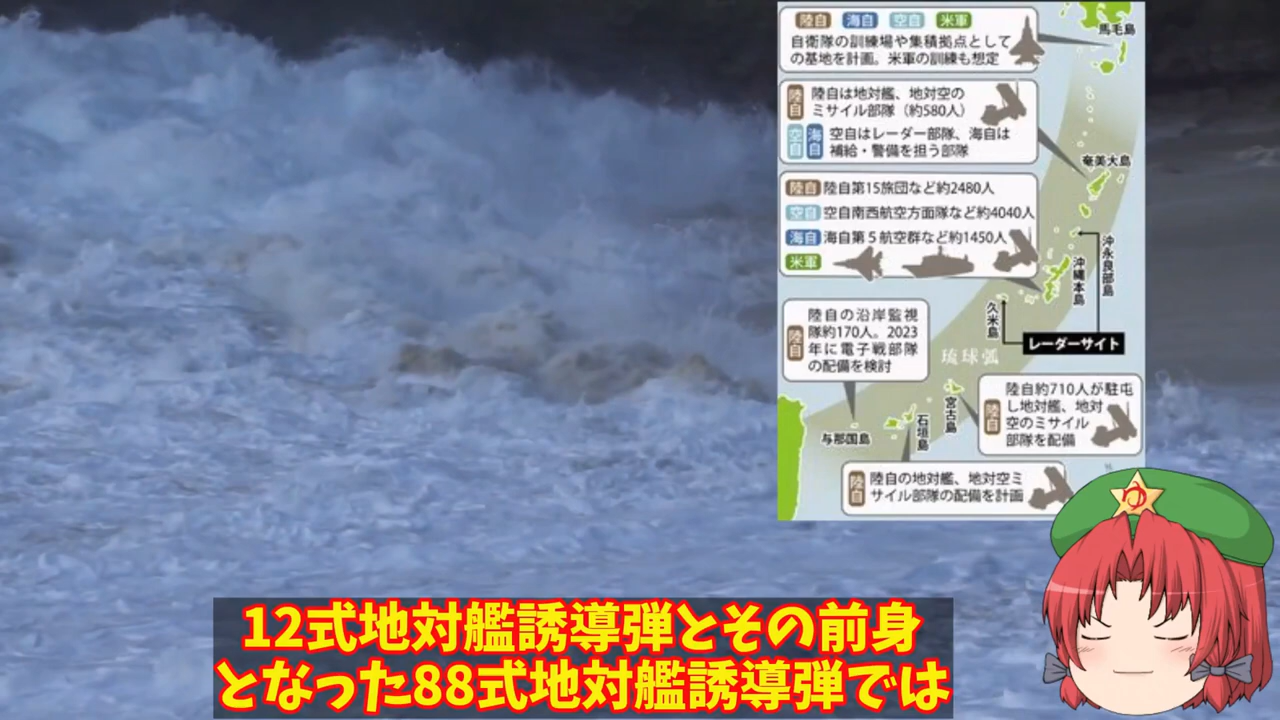 陸自 海自 空自 米軍
自衛隊の訓練場や集積拠点として
の基地を計画。米軍の訓練も想定
馬毛島
陸自
陸自は地対艦、地対空の
ミサイル部隊（約580人）
空自 海自
空自はレーダー部隊、海自は
補給・警備を担う部隊
奄美大島
陸自 陸自第15旅団など約2480人
空自 空自南西航空方面隊など約4040人
海自 海自第５航空群など約1450人
米軍
沖永良部島
沖縄本島
久米島
レーダーサイト
陸自
陸自の沿岸監視
隊約170人。2023
年に電子戦部隊
の配備を検討
琉球弧
陸自
陸自約710人が駐屯
し地対艦、地対
空のミサイル
部隊を配備
宮古島
石垣島
与那国島
陸自
陸自の地対艦、地対空ミ
サイル部隊の配備を計画
ゆ
12式地対艦誘導弾とその前身
となった88式地対艦誘導弾では